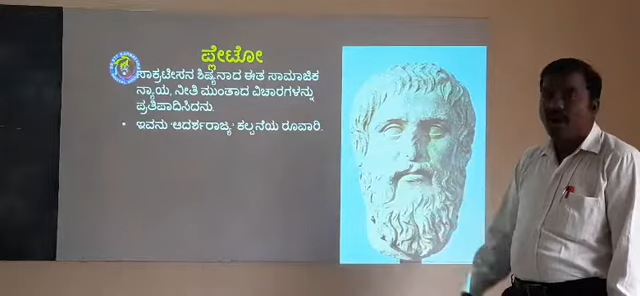 ಪ್ಲೇಟೋ
ಸಾಕ್ರಟೀಸನ ಶಿಷ್ಯನಾದ ಈತ ಸಾಮಾಜಿಕ
ನ್ಯಾಯ, ನೀತಿ ಮುಂತಾದ ವಿಚಾರಗಳನ್ನು
ಪ್ರತಿಪಾದಿಸಿದನು.
• ಇವನು 'ಆದರ್ಶರಾಜ್ಯ' ಕಲ್ಪನೆಯ ರೂವಾರಿ.